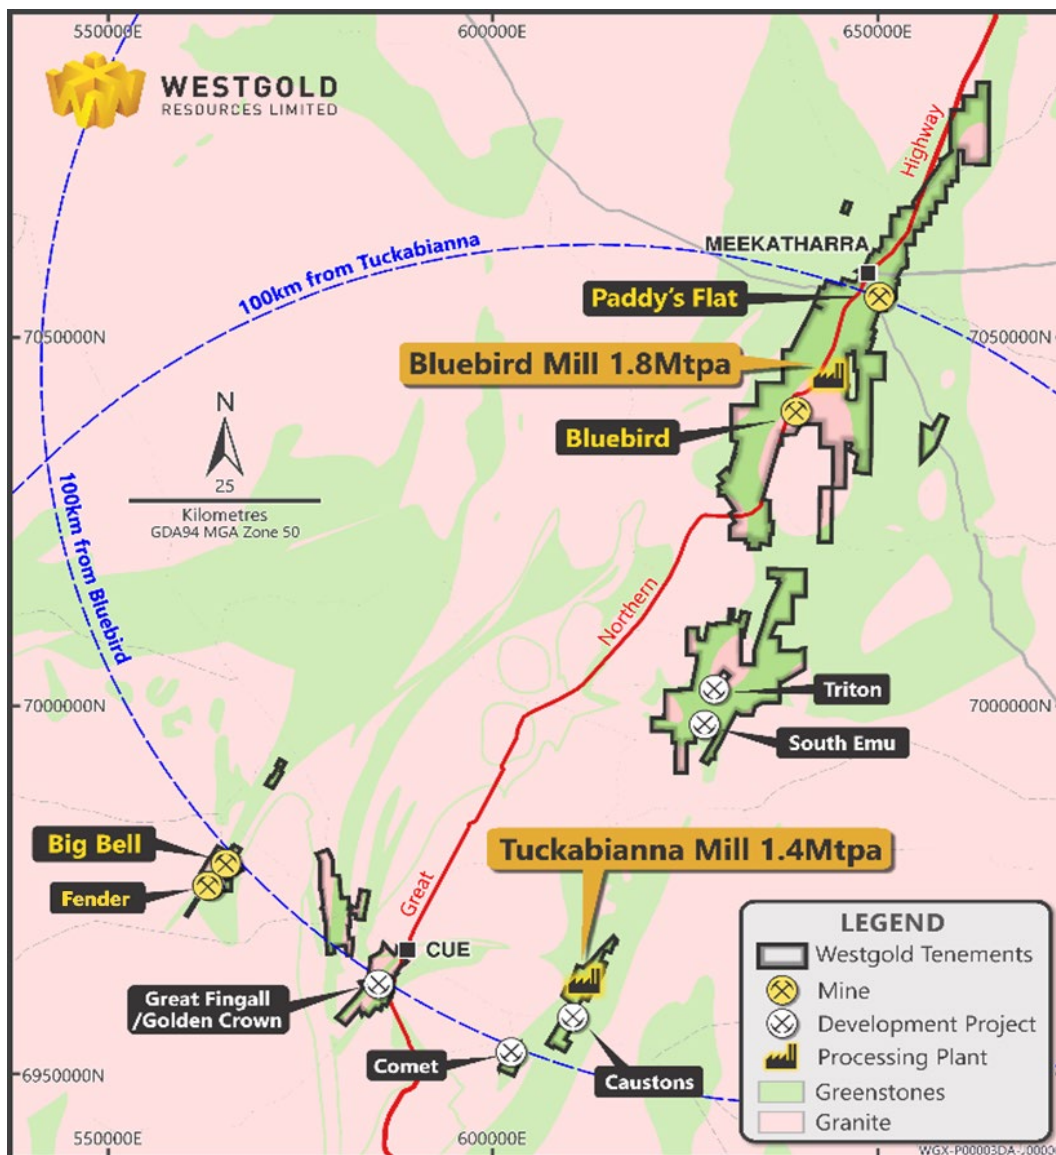 550000E
600000E
650000E
WESTGOLD
RESOURCES LIMITED
Highway
100km from Tuckabianna
MEEKATHARRA
Paddy's Flat
7050000N
7050000N
Bluebird Mill 1.8Mtpa
Bluebird
N
25
Kilometres
GDA94 MGA Zone 50
100km from Bluebird
Northern
Triton
7000000N
7000000N
South Emu
Big Bell
Tuckabianna Mill 1.4Mtpa
Fender
Great
CUE
Great Fingall
/Golden Crown
Comet
Caustons
6950000N
LEGEND
Westgold Tenements
Mine
Development Project
Processing Plant
Greenstones
Granite
550000E
600000E